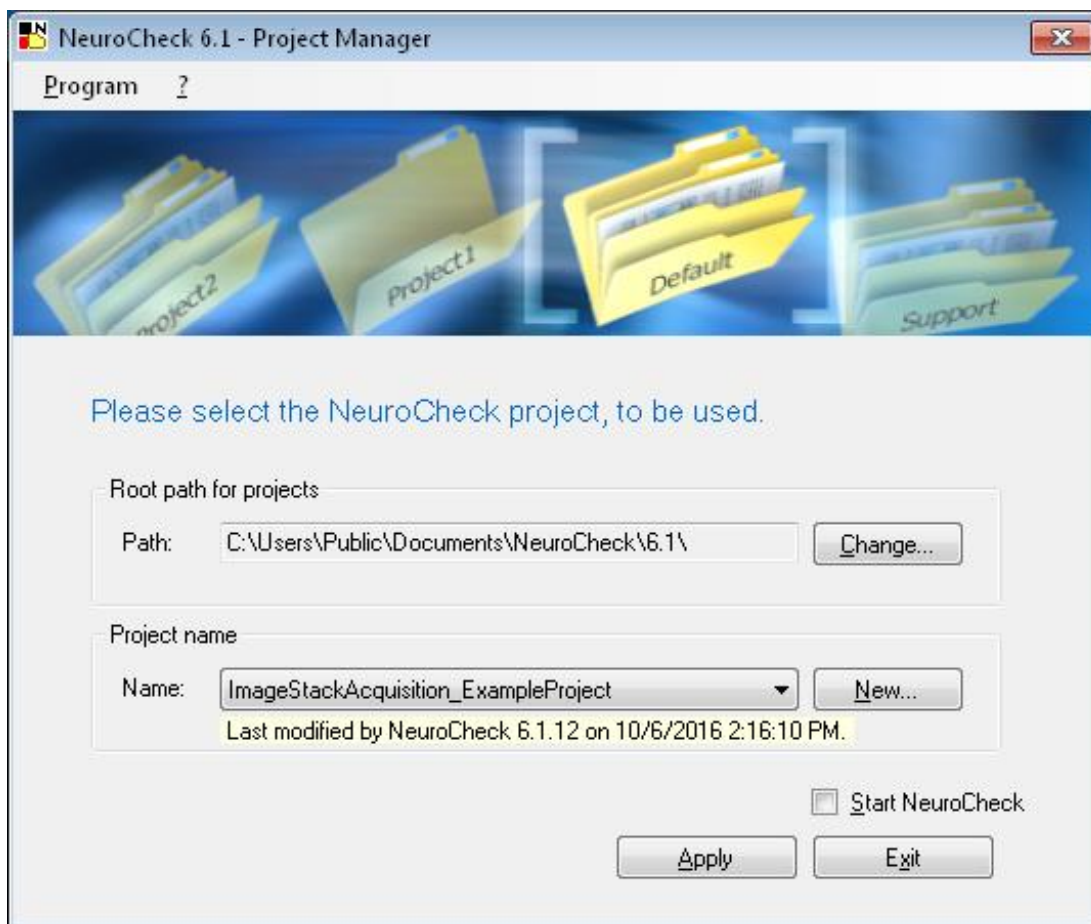 NeuroCheck 6.1 - Project Manager
Program ?
Project2 Project1 Default Support
Please select the NeuroCheck project, to be used.
Root path for projects
Path: C:\Users\Public\Documents\NeuroCheck\6.1\ Change...
Project name
Name: ImageStackAcquisition_ExampleProject New...
Last modified by NeuroCheck 6.1.12 on 10/6/2016 2:16:10 PM.
Start NeuroCheck
Apply Exit